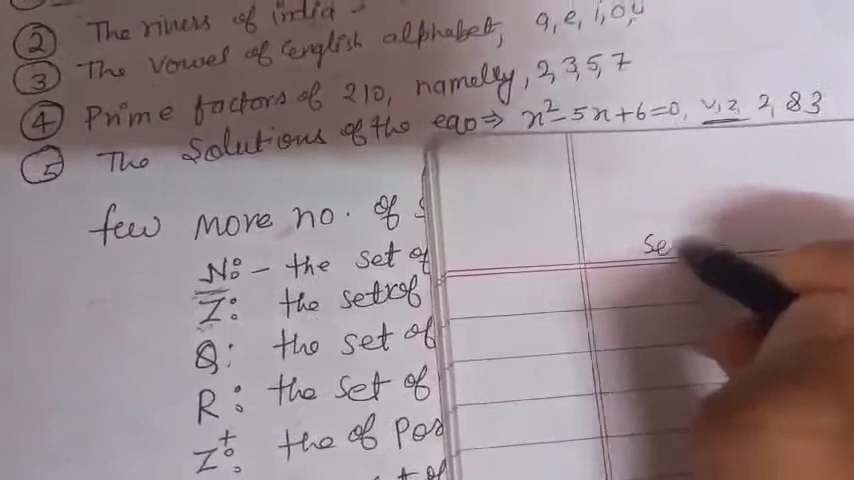 ② The rivers of india -
③ The vowel of English alphabet, a, e, i, o, u
④ Prime factors of 210, namelly, 2, 3, 5, 7
⑤ The Solutions of the eqn => x² - 5x + 6 = 0, v, z, 2, & 3
few more no. of s
N: - the set of
Z: the set of
Q: the set of
R: the set of
Z⁺: the of Pos
t of
Se